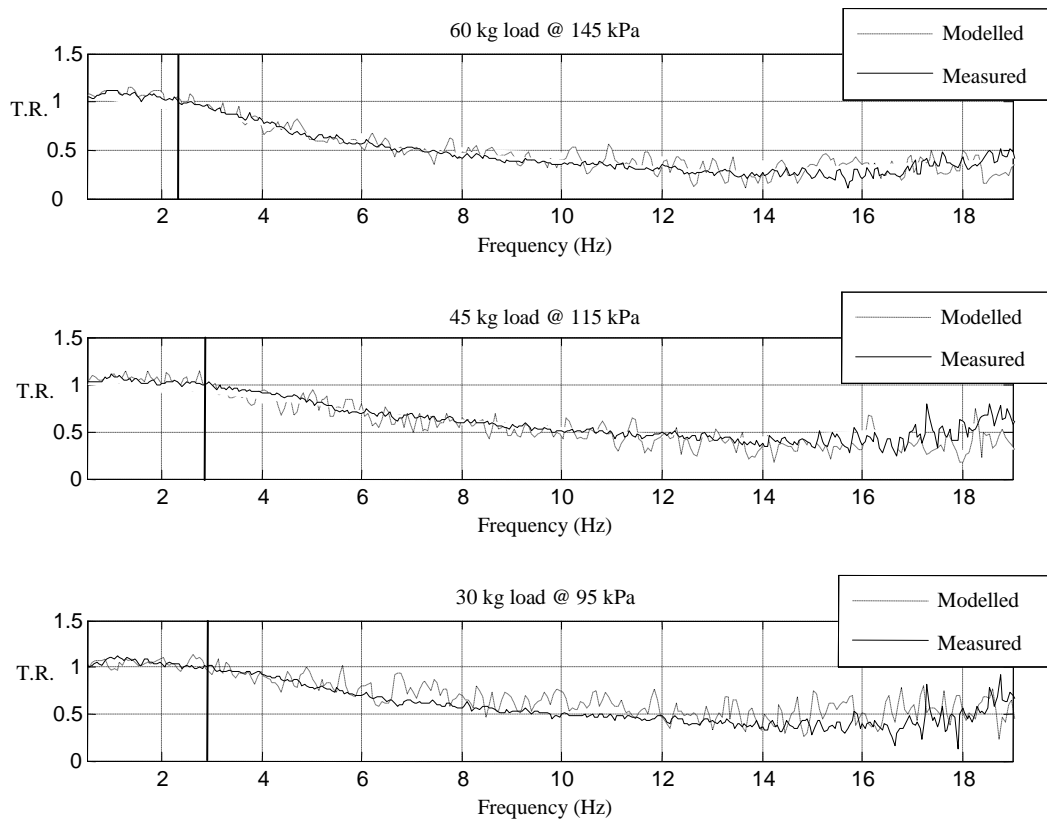 60 kg load @ 145 kPa
Modelled
Measured
1.5
1
0.5
0
T.R.
2 4 6 8 10 12 14 16 18
Frequency (Hz)
45 kg load @ 115 kPa
Modelled
Measured
1.5
1
0.5
0
T.R.
2 4 6 8 10 12 14 16 18
Frequency (Hz)
30 kg load @ 95 kPa
Modelled
Measured
1.5
1
0.5
0
T.R.
2 4 6 8 10 12 14 16 18
Frequency (Hz)